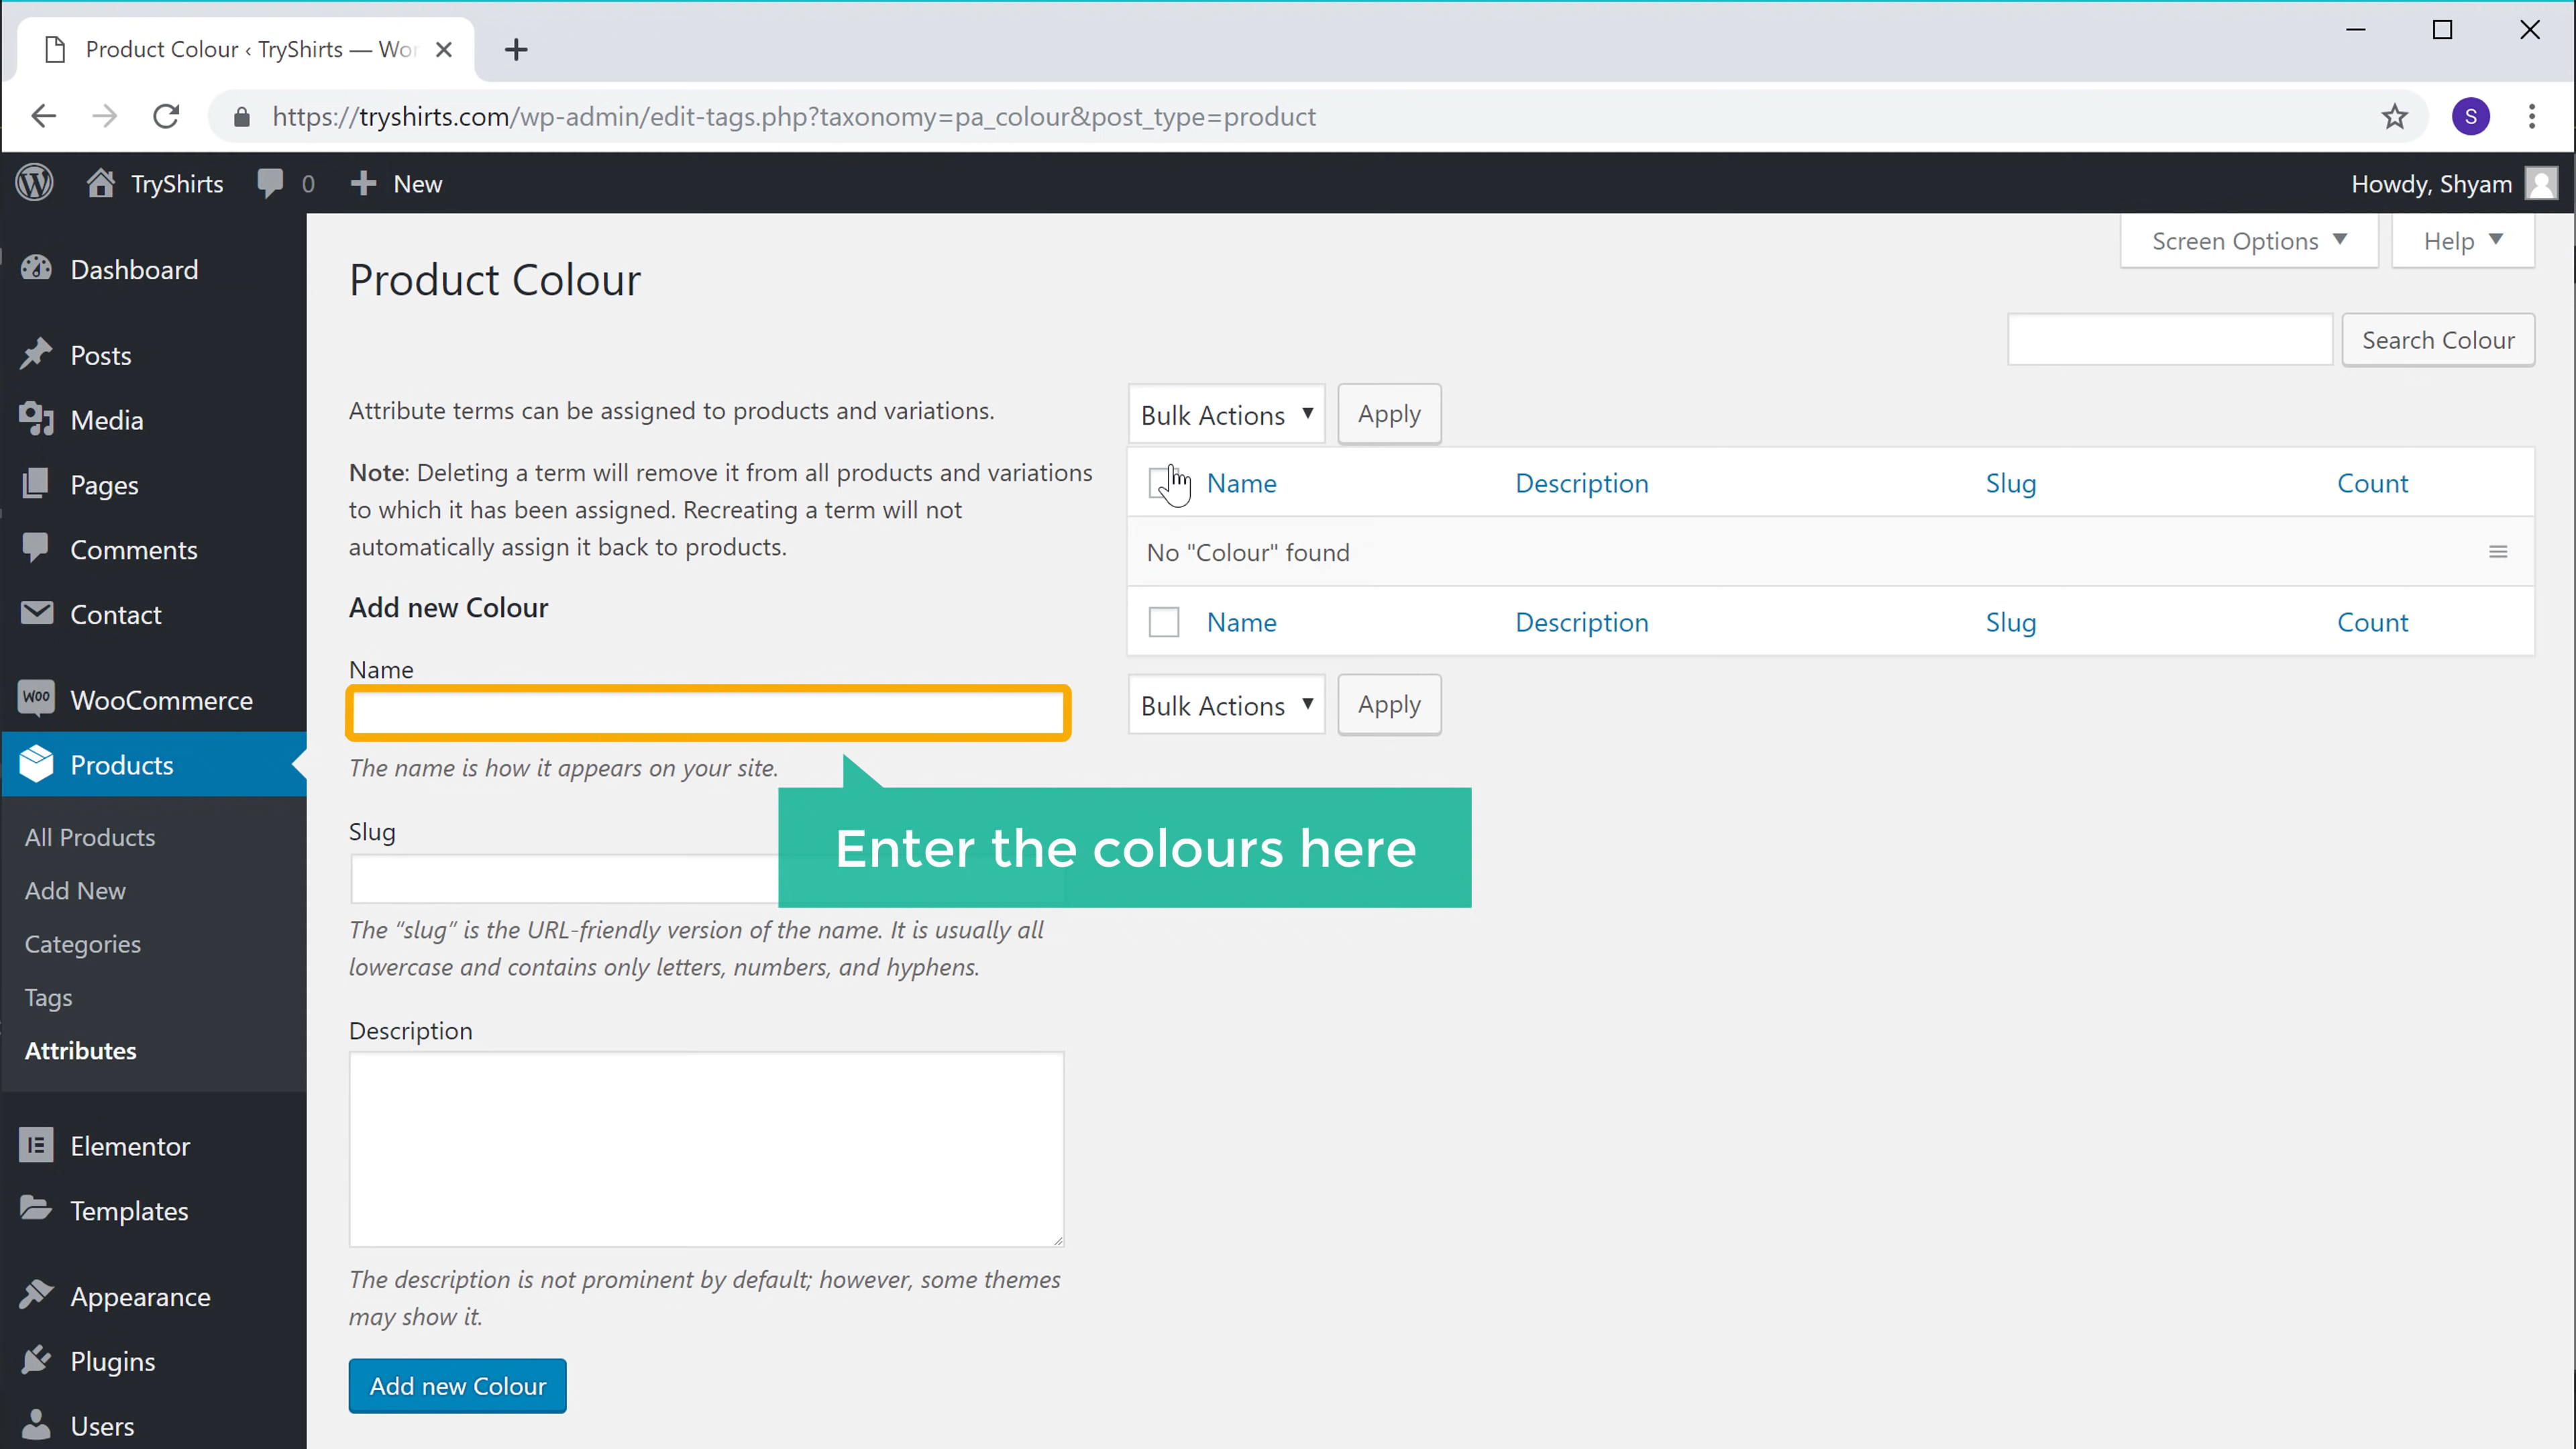 Product Colour ‹ TryShirts — Wor
https://tryshirts.com/wp-admin/edit-tags.php?taxonomy=pa_colour&post_type=product
S
TryShirts
0
New
Howdy, Shyam
Screen Options
Help
Dashboard
Posts
Media
Pages
Comments
Contact
WOO
WooCommerce
Products
All Products
Add New
Categories
Tags
Attributes
Elementor
Templates
Appearance
Plugins
Users
Product Colour
Search Colour
Attribute terms can be assigned to products and variations.
Note: Deleting a term will remove it from all products and variations
to which it has been assigned. Recreating a term will not
automatically assign it back to products.
Add new Colour
Name
The name is how it appears on your site.
Enter the colours here
Slug
The “slug” is the URL-friendly version of the name. It is usually all
lowercase and contains only letters, numbers, and hyphens.
Description
The description is not prominent by default; however, some themes
may show it.
Add new Colour
Bulk Actions
Apply
Name Description Slug Count
No "Colour" found
Name Description Slug Count
Bulk Actions
Apply